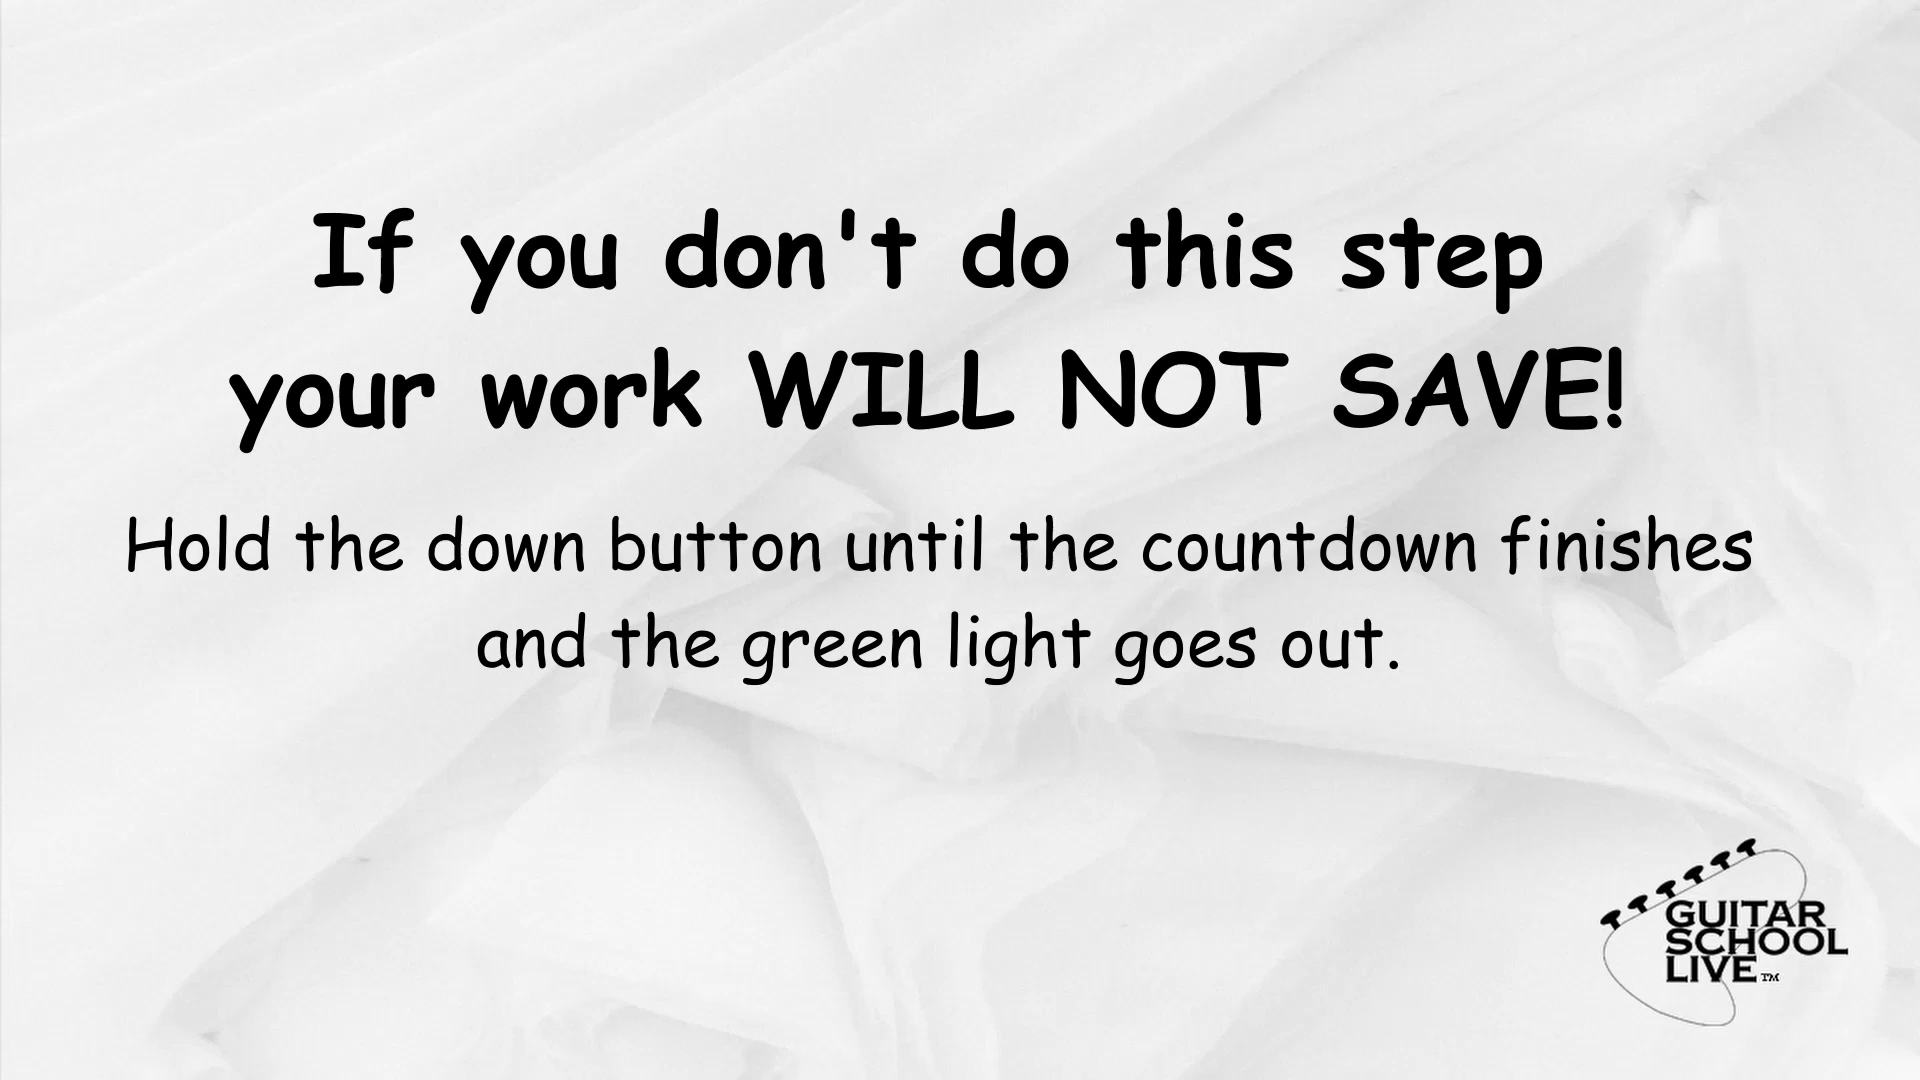 If you don't do this step
your work WILL NOT SAVE!
Hold the down button until the countdown finishes
and the green light goes out.
GUITAR
SCHOOL
LIVE™